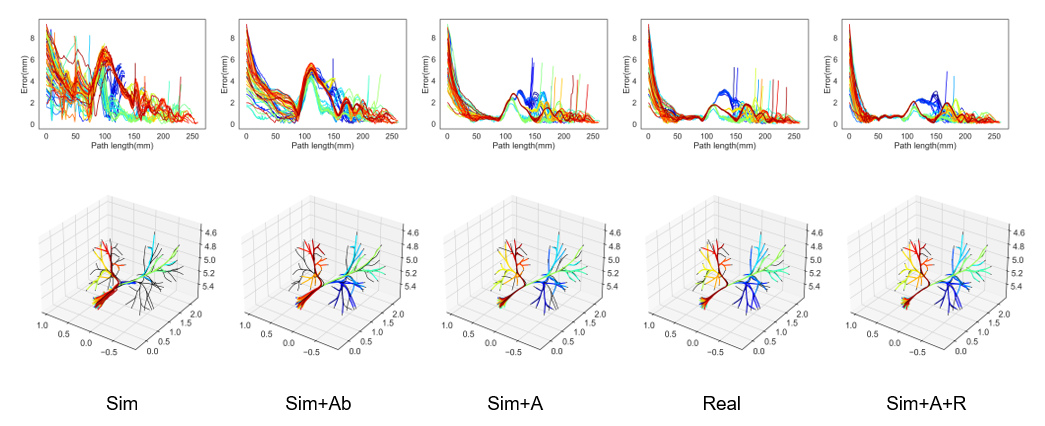 8 8 8 8 8
6 6 6 6 6
4 4 4 4 4
2 2 2 2 2
0 0 0 0 0
Error(mm) Error(mm) Error(mm) Error(mm) Error(mm)
0 50 100 150 200 250 0 50 100 150 200 250 0 50 100 150 200 250 0 50 100 150 200 250 0 50 100 150 200 250
Path length(mm) Path length(mm) Path length(mm) Path length(mm) Path length(mm)
4.6 4.6 4.6 4.6 4.6
4.8 4.8 4.8 4.8 4.8
5.0 5.0 5.0 5.0 5.0
5.2 5.2 5.2 5.2 5.2
5.4 5.4 5.4 5.4 5.4
2.0 2.0 2.0 2.0 2.0
1.0 1.5 1.0 1.5 1.0 1.5 1.0 1.5 1.0 1.5
0.5 1.0 0.5 1.0 0.5 1.0 0.5 1.0 0.5 1.0
0.0 0.5 0.0 0.5 0.0 0.5 0.0 0.5 0.0 0.5
−0.5 0.0 −0.5 0.0 −0.5 0.0 −0.5 0.0 −0.5 0.0
Sim Sim+Ab Sim+A Real Sim+A+R